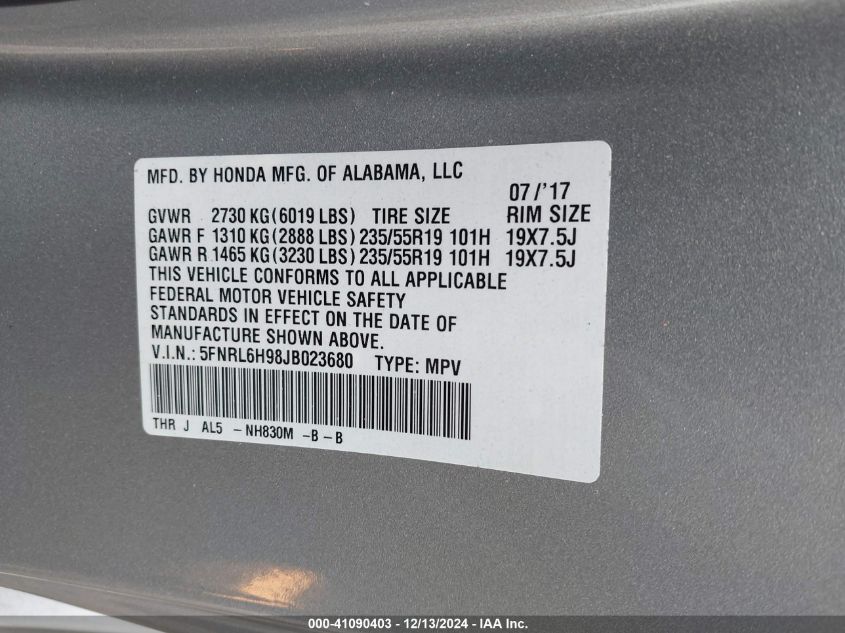 MFD. BY HONDA MFG. OF ALABAMA, LLC
07/'17
GVWR 2730 KG(6019 LBS) TIRE SIZE RIM SIZE
GAWR F 1310 KG(2888 LBS) 235/55R19 101H 19X7.5J
GAWR R 1465 KG(3230 LBS) 235/55R19 101H 19X7.5J
THIS VEHICLE CONFORMS TO ALL APPLICABLE
FEDERAL MOTOR VEHICLE SAFETY
STANDARDS IN EFFECT ON THE DATE OF
MANUFACTURE SHOWN ABOVE.
V.I.N.: 5FNRL6H98JB023680 TYPE: MPV
THR J AL5 -NH830M -B-B
000-41090403 - 12/13/2024 - IAA Inc.